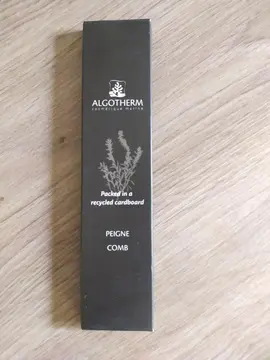 ALGOTHERM
cosmétique marine
Packed in a
recycled cardboard
PEIGNE
COMB